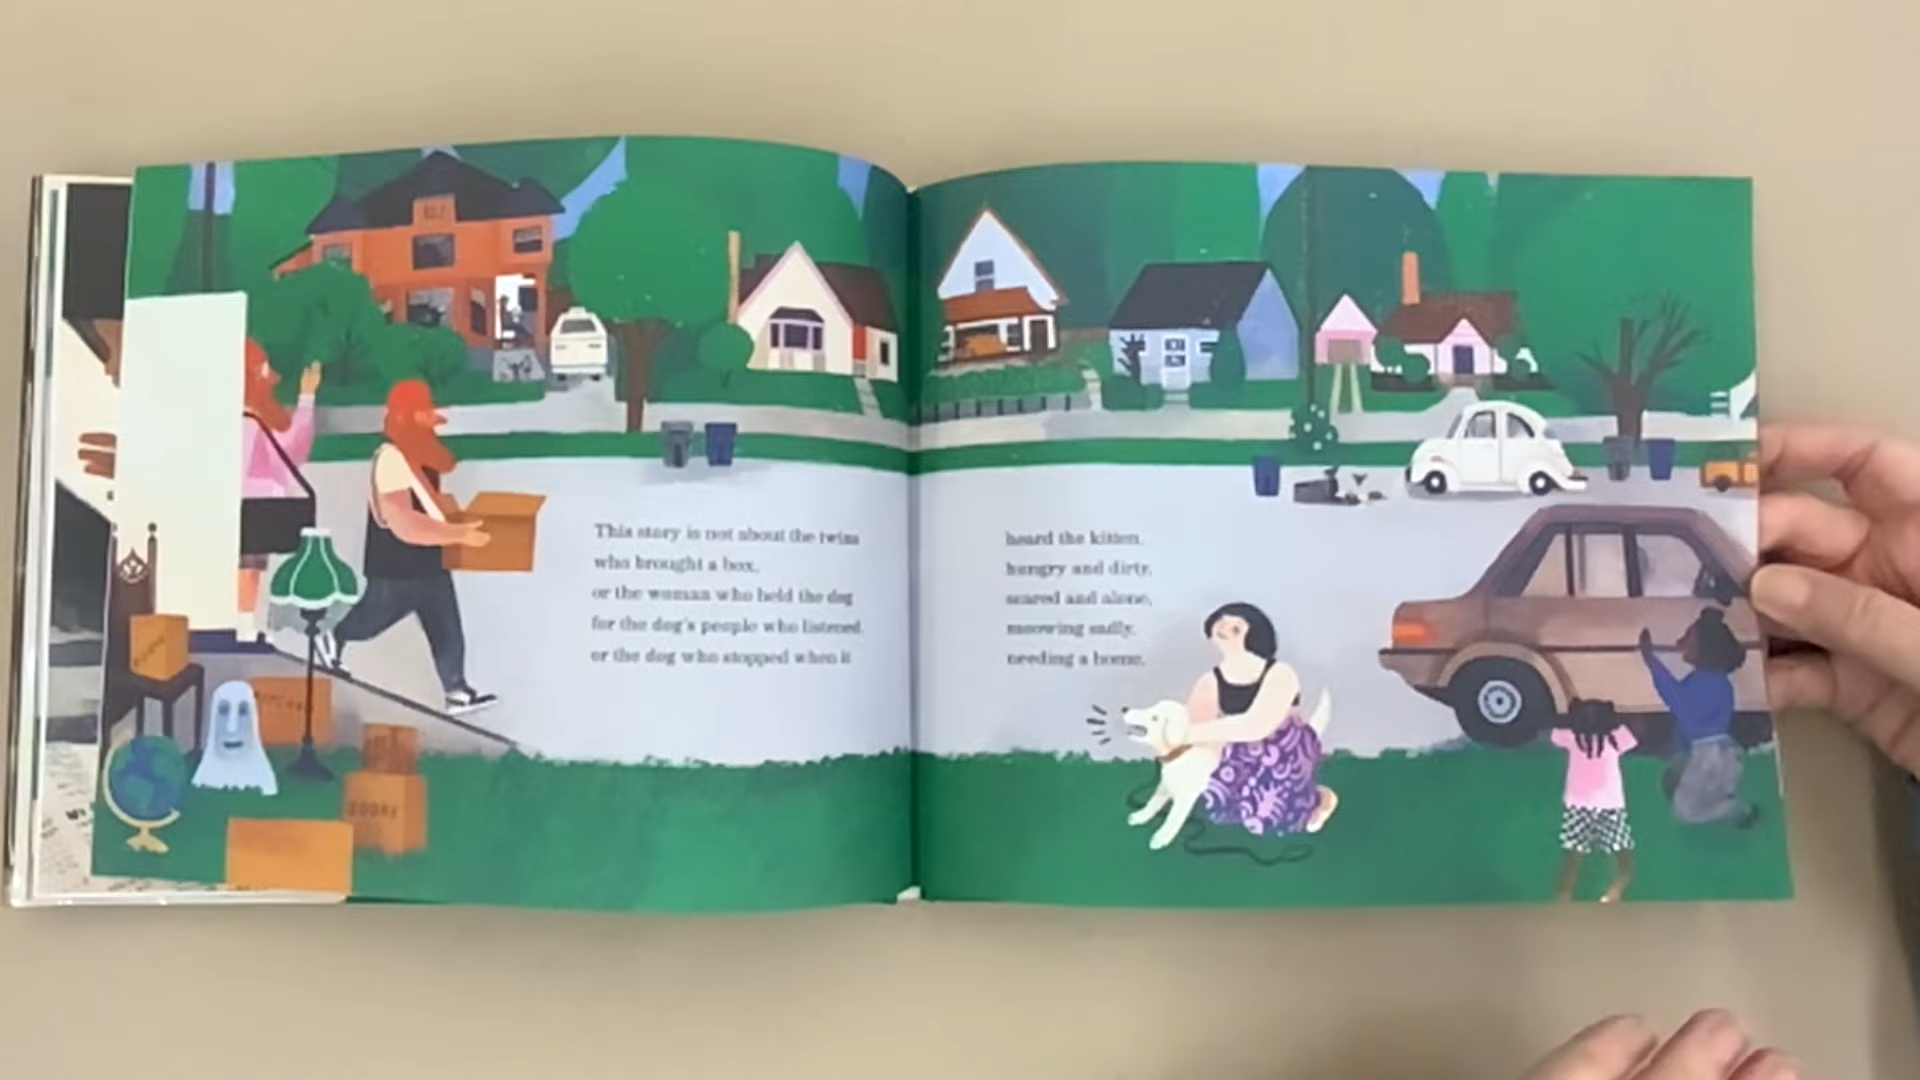 This story is not about the twins
who brought a box,
or the woman who held the dog
for the dog's people who listened
or the dog who stopped when it
heard the kitten,
hungry and dirty,
scared and alone,
meowing sadly,
needing a home.